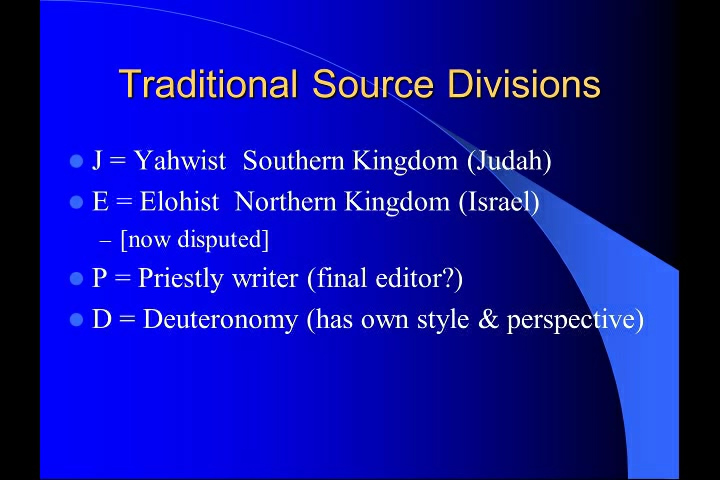 Traditional Source Divisions
J = Yahwist  Southern Kingdom (Judah)
E = Elohist  Northern Kingdom (Israel)
– [now disputed]
P = Priestly writer (final editor?)
D = Deuteronomy (has own style & perspective)